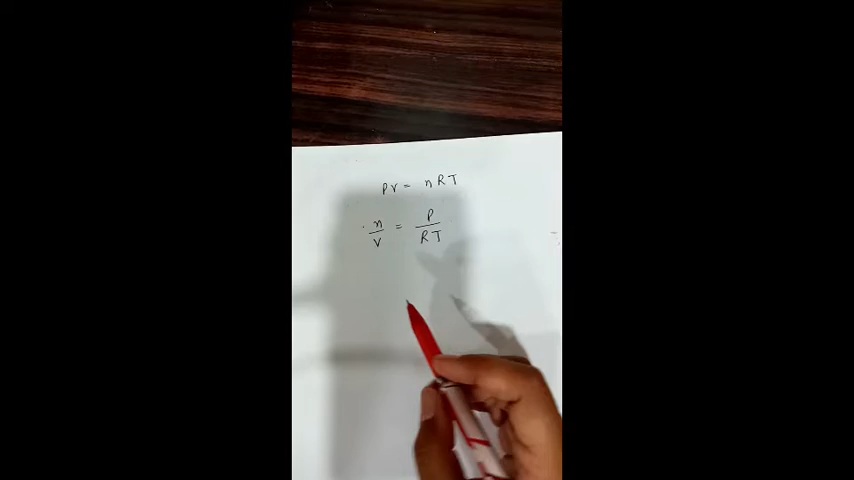 PV = nRT
n/V = P/RT